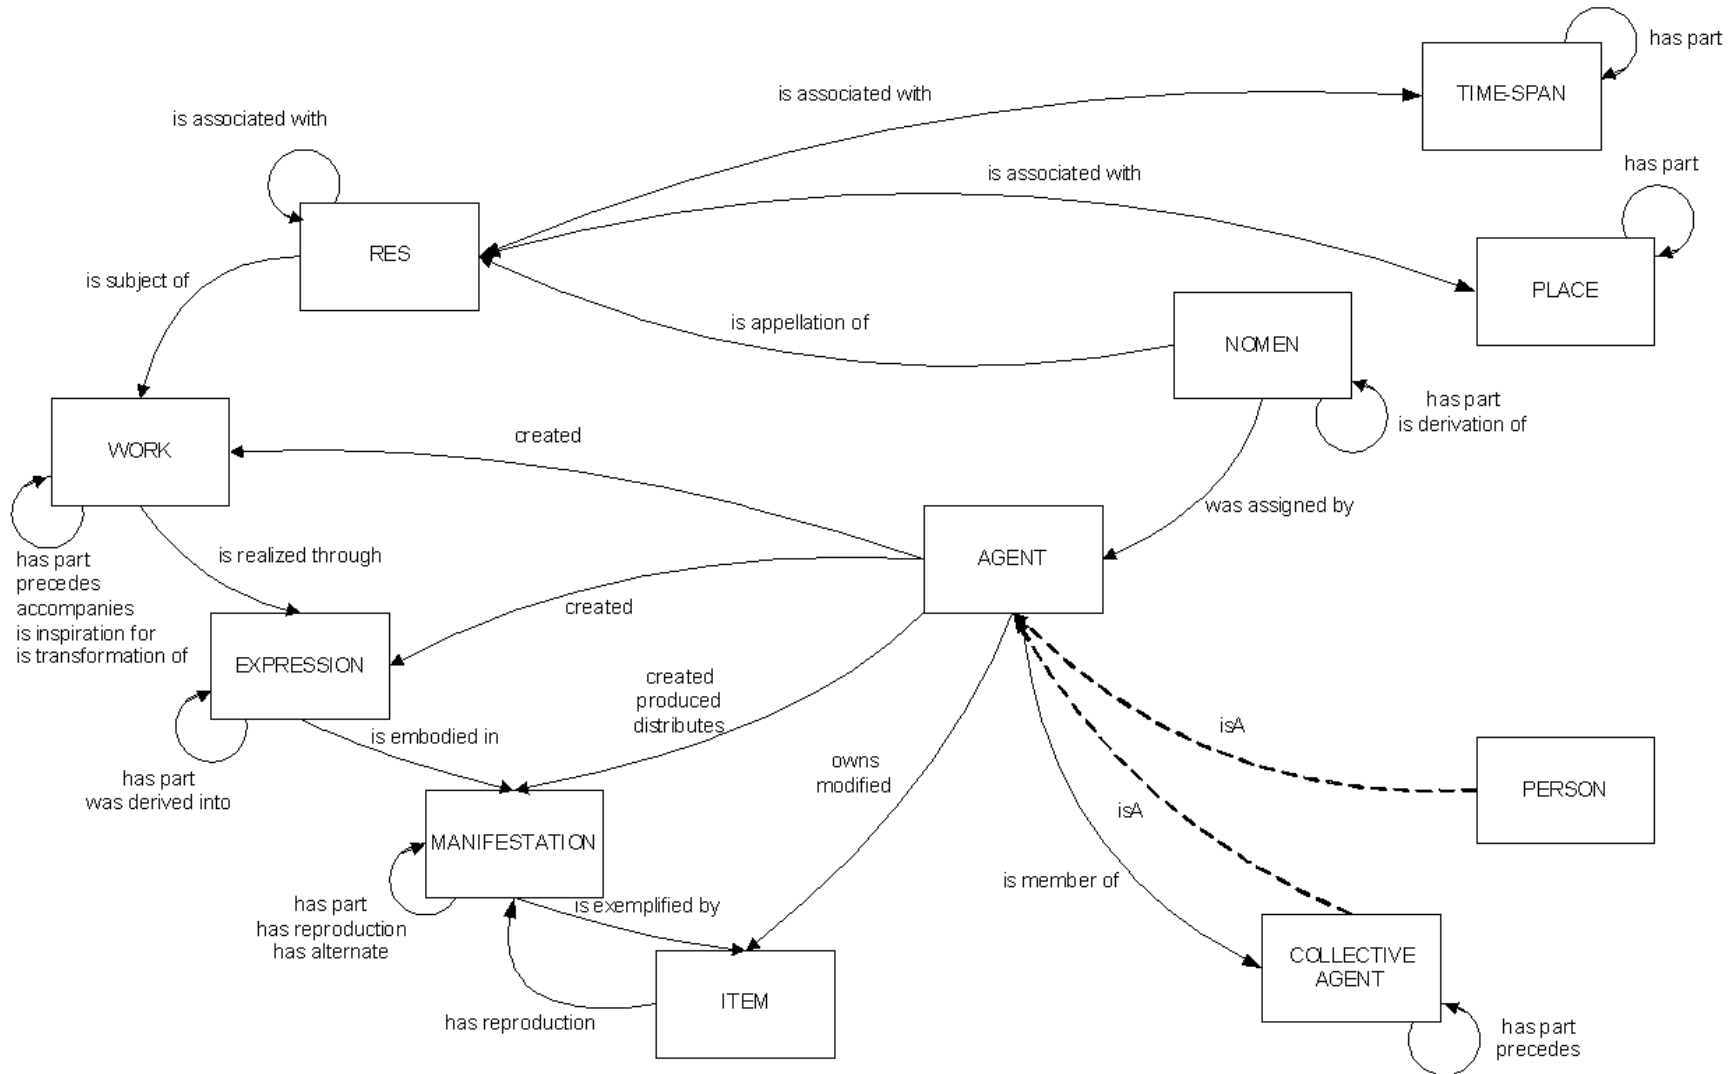 has part
TIME-SPAN
is associated with
is associated with
has part
is associated with
RES
is subject of
PLACE
is appellation of
NOMEN
has part
is derivation of
created
WORK
was assigned by
is realized through
AGENT
has part
precedes
accompanies
is inspiration for
is transformation of
created
EXPRESSION
created
produced
distributes
is embodied in
isA
owns
modified
has part
was derived into
PERSON
isA
MANIFESTATION
is member of
is exemplified by
has part
has reproduction
has alternate
COLLECTIVE
AGENT
ITEM
has reproduction
has part
precedes